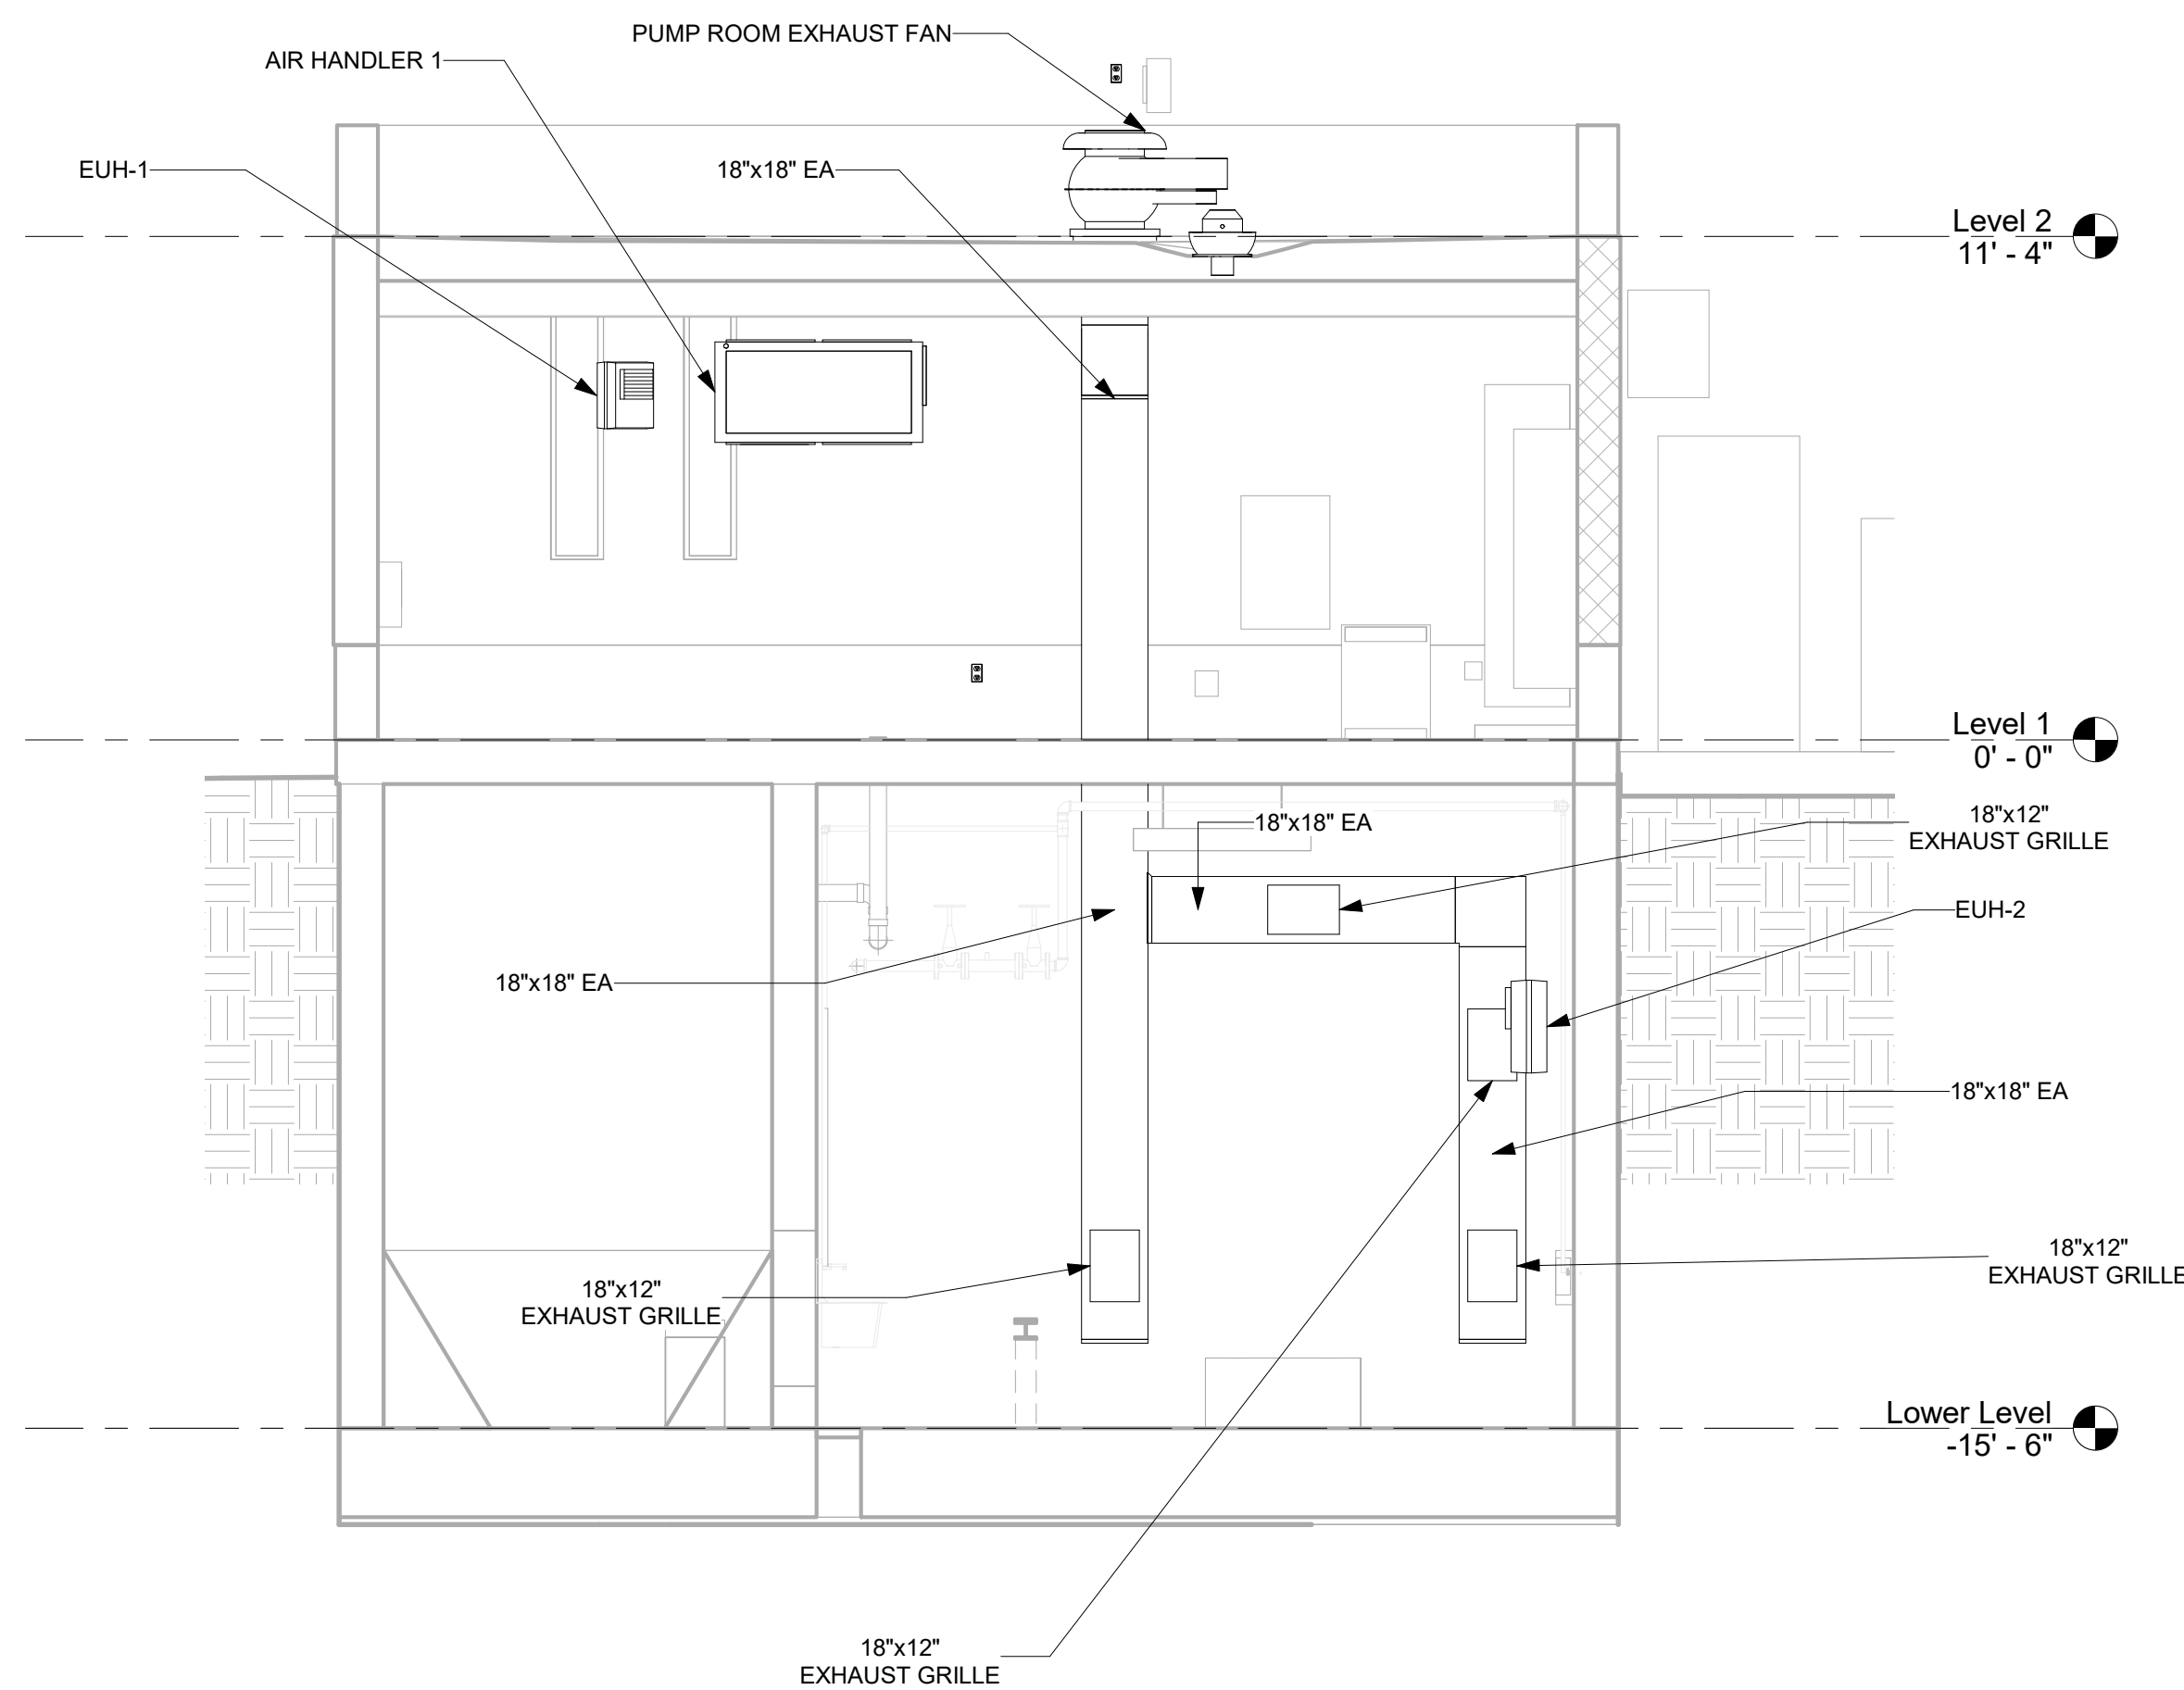 PUMP ROOM EXHAUST FAN
AIR HANDLER 1
EUH-1
18"x18" EA
Level 2
11' - 4"
Level 1
0' - 0"
18"x18" EA
18"x12"
EXHAUST GRILLE
EUH-2
18"x18" EA
18"x18" EA
18"x12"
EXHAUST GRILLE
18"x12"
EXHAUST GRILLE
Lower Level
-15' - 6"
18"x12"
EXHAUST GRILLE